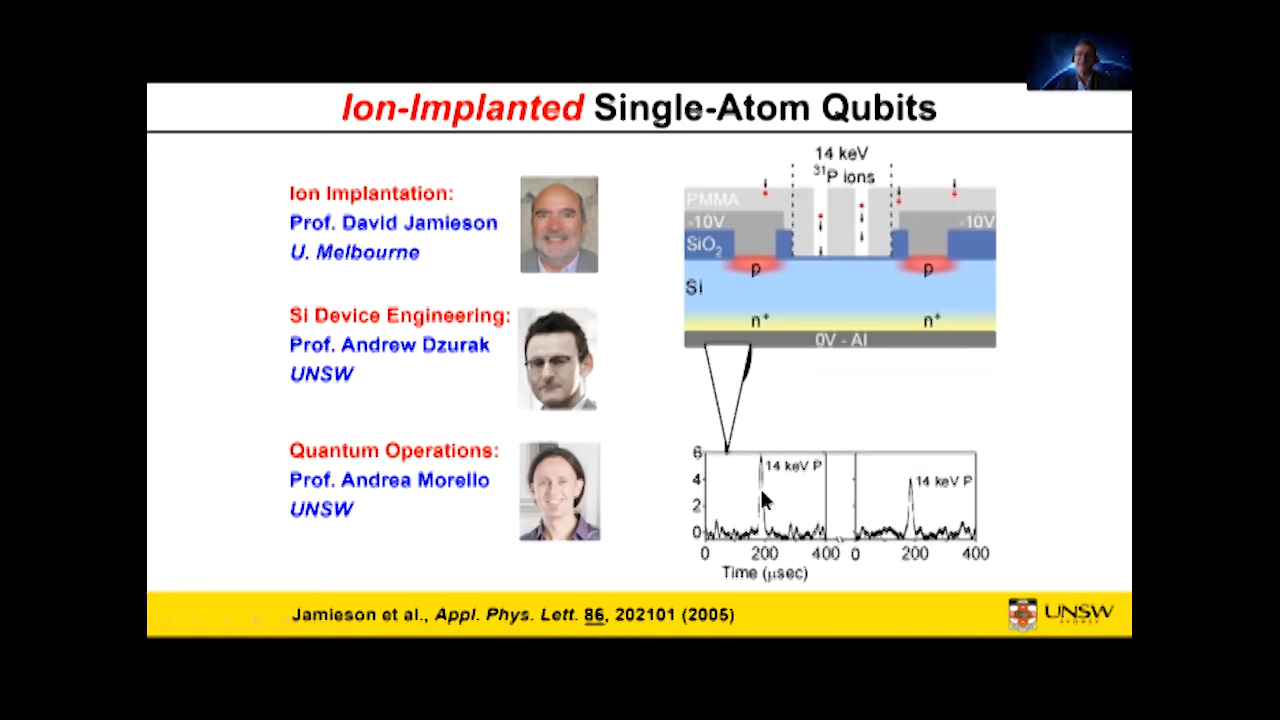 Ion-Implanted Single-Atom Qubits
Ion Implantation:
Prof. David Jamieson
U. Melbourne
Si Device Engineering:
Prof. Andrew Dzurak
UNSW
Quantum Operations:
Prof. Andrea Morello
UNSW
14 keV
³¹P ions
PMMA
-10V -10V
SiO₂
p p
Si
n⁺ n⁺
0V - Al
6
4
2
0
14 keV P
14 keV P
0 200 400 0 200 400
Time (μsec)
Jamieson et al., Appl. Phys. Lett. 86, 202101 (2005)
UNSW